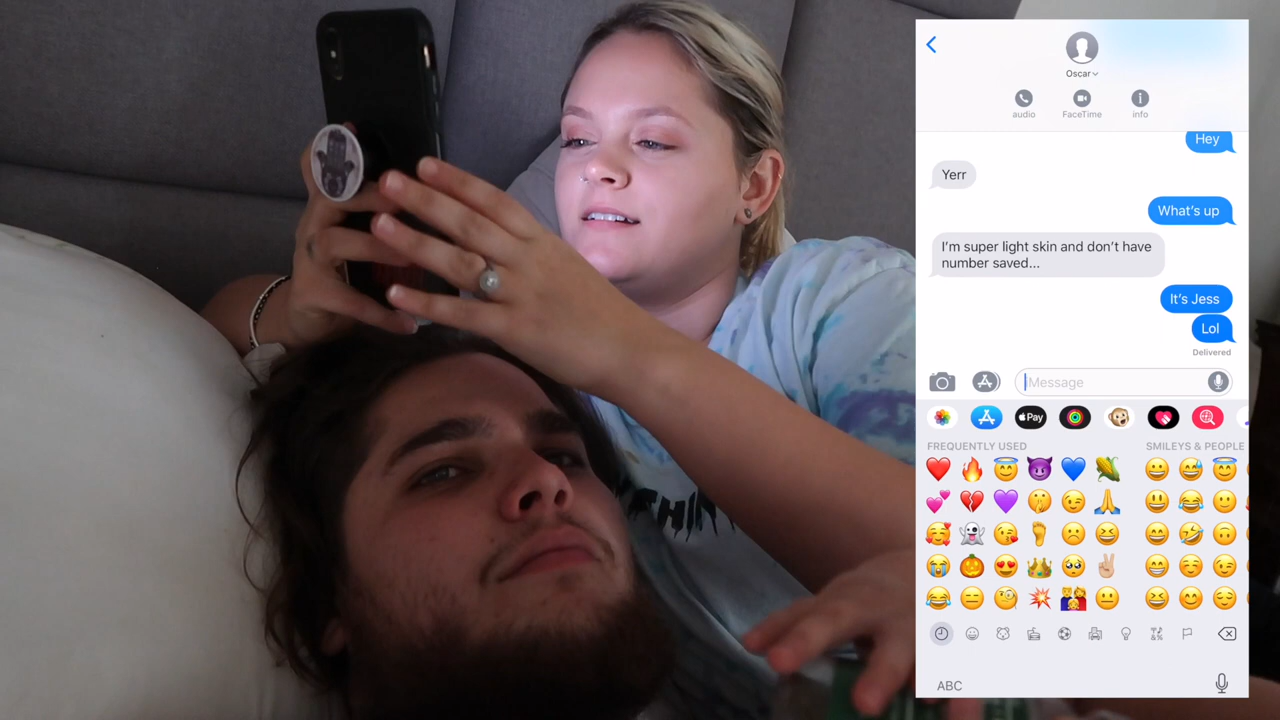 Oscar
audio FaceTime info
Hey
Yerr
What's up
I'm super light skin and don't have
number saved...
It's Jess
Lol
Delivered
Message
Pay
FREQUENTLY USED SMILEYS & PEOPLE
ABC